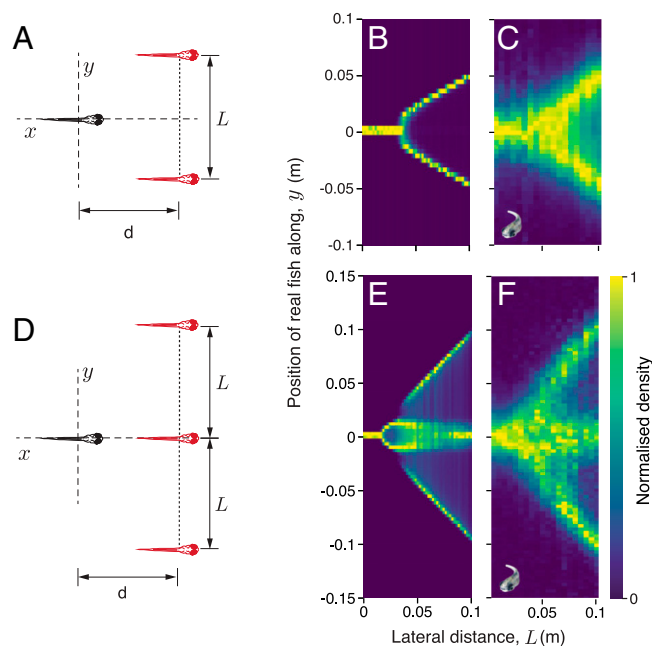 A
y
x
L
d
B
C
0.1
0.05
0
-0.05
-0.1
D
y
x
L
L
d
E
F
0.15
0.1
0.05
0
-0.05
-0.1
-0.15
0
0.05
0.1
0.05
0.1
Position of real fish along, y (m)
Lateral distance, L (m)
1
0
Normalised density